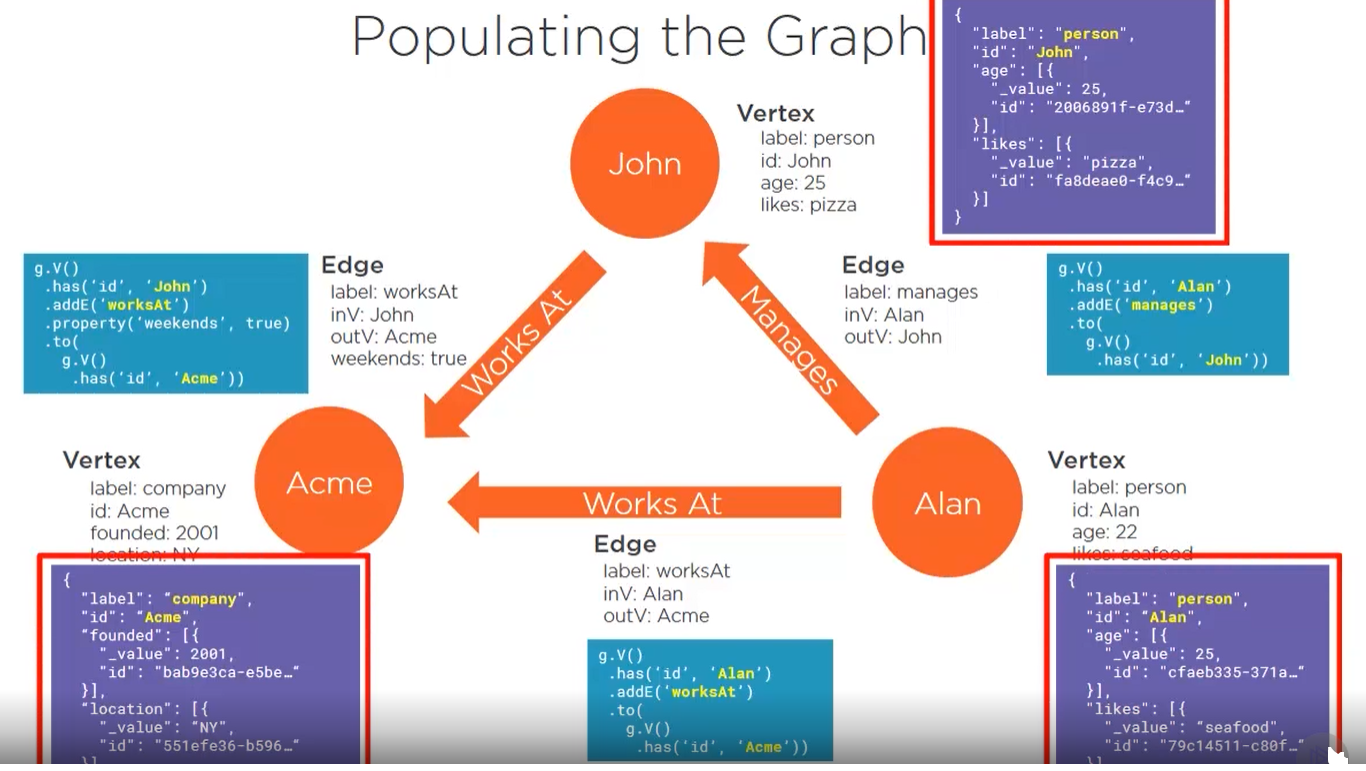 Populating the Graph
{
"label": "person",
"id": "John",
"age": [{
"_value": 25,
"id": "2006891f-e73d…“
}],
"likes": [{
"_value": "pizza",
"id": "fa8deae0-f4c9…“
}]
}
John
Vertex
label: person
id: John
age: 25
likes: pizza
g.V()
.has(‘id’, ‘John’)
.addE(‘worksAt’)
.property(‘weekends’, true)
.to(
g.V()
.has(‘id’, ‘Acme’))
Edge
label: worksAt
inV: John
outV: Acme
weekends: true
Works At
Manages
Edge
label: manages
inV: Alan
outV: John
g.V()
.has(‘id’, ‘Alan’)
.addE(‘manages’)
.to(
g.V()
.has(‘id’, ‘John’))
Vertex
label: company
id: Acme
founded: 2001
location: NY
Acme
Works At
Alan
Vertex
label: person
id: Alan
age: 22
likes: seafood
Edge
label: worksAt
inV: Alan
outV: Acme
{
"label": “company”,
"id": “Acme”,
“founded": [{
"_value": 2001,
"id": "bab9e3ca-e5be…“
}],
“location": [{
"_value": “NY”,
"id": "551efe36-b596…“
}]
g.V()
.has(‘id’, ‘Alan’)
.addE(‘worksAt’)
.to(
g.V()
.has(‘id’, ‘Acme’))
{
"label": "person",
"id": “Alan",
"age": [{
"_value": 25,
"id": "cfaeb335-371a…“
}],
"likes": [{
"_value": “seafood”,
"id": "79c14511-c80f…“
}]